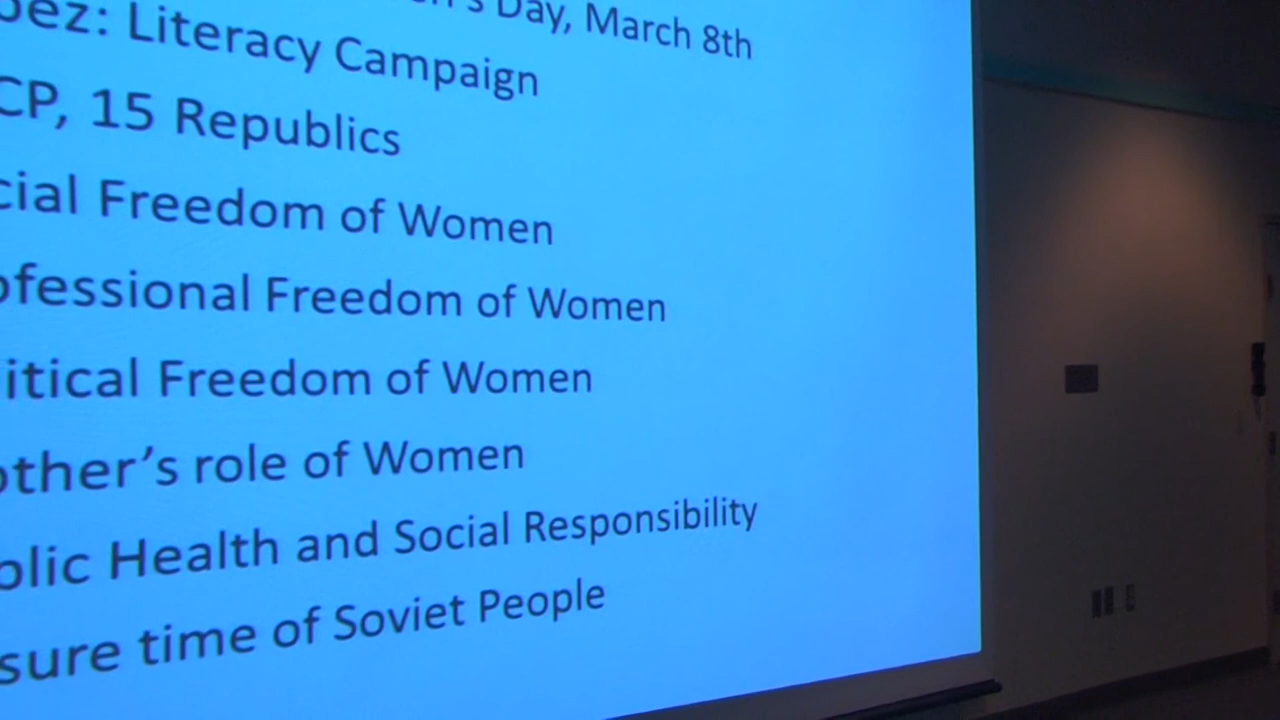 Day, March 8th
Literacy Campaign
CP, 15 Republics
Freedom of Women
Freedom of Women
Freedom of Women
role of Women
Health and Social Responsibility
time of Soviet People